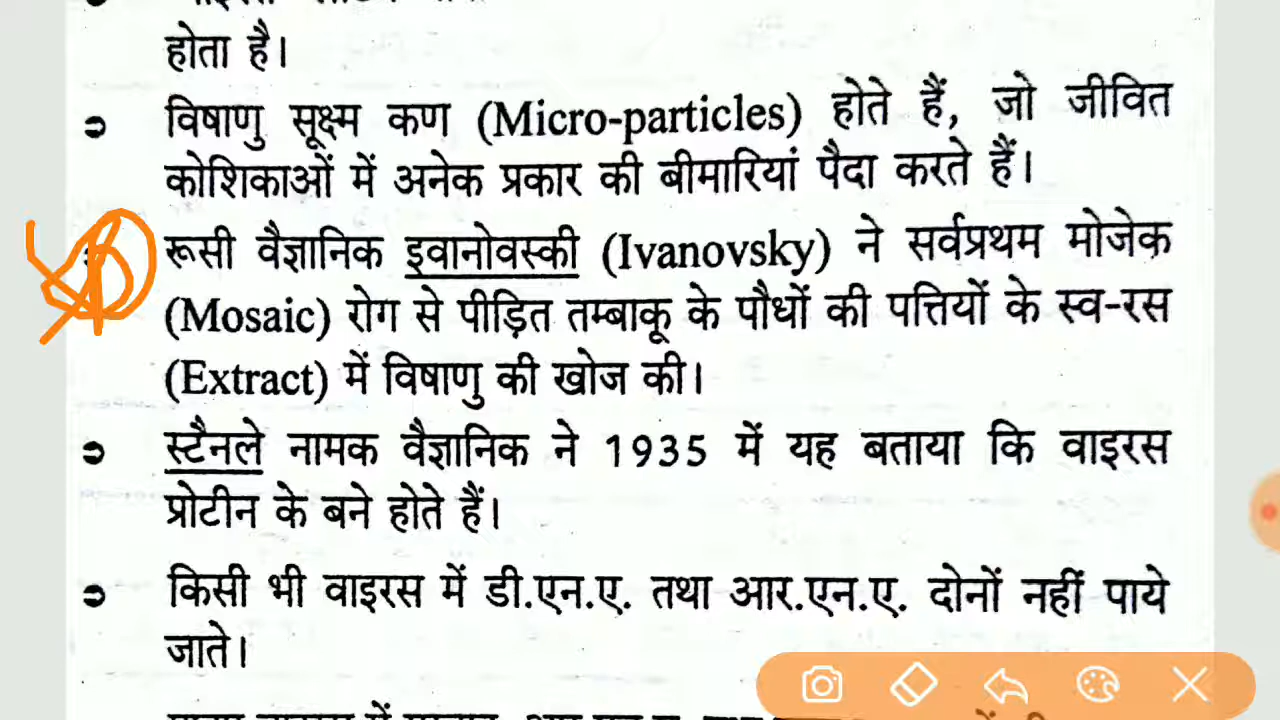 होता है।
विषाणु सूक्ष्म कण (Micro-particles) होते हैं, जो जीवित
कोशिकाओं में अनेक प्रकार की बीमारियां पैदा करते हैं।
रूसी वैज्ञानिक इवानोवस्की (Ivanovsky) ने सर्वप्रथम मोजेक
(Mosaic) रोग से पीड़ित तम्बाकू के पौधों की पत्तियों के स्व-रस
(Extract) में विषाणु की खोज की।
स्टैनले नामक वैज्ञानिक ने 1935 में यह बताया कि वाइरस
प्रोटीन के बने होते हैं।
किसी भी वाइरस में डी.एन.ए. तथा आर.एन.ए. दोनों नहीं पाये
जाते।